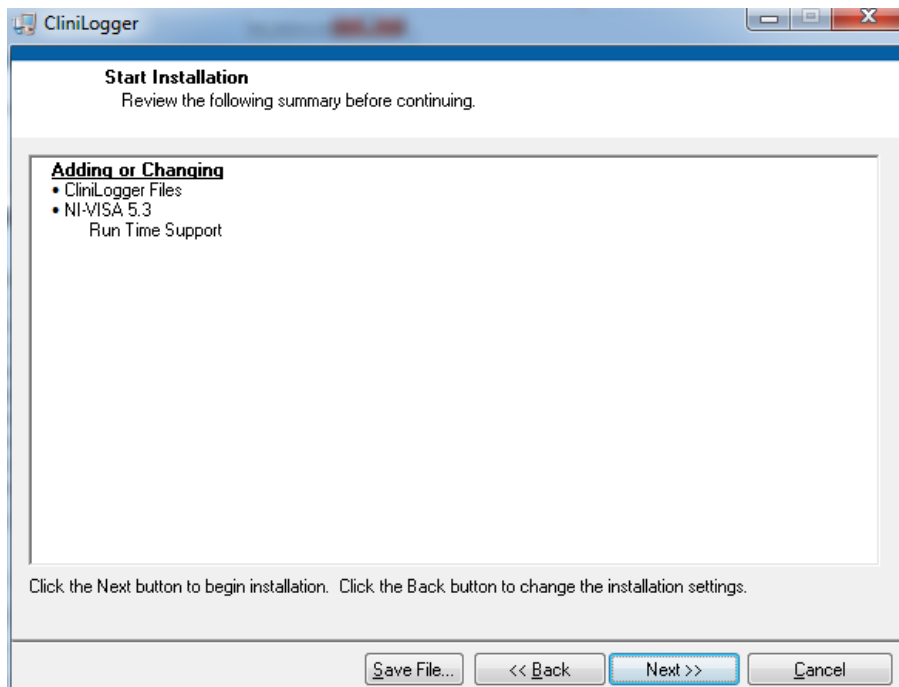 CliniLogger
Start Installation
Review the following summary before continuing.
Adding or Changing
• CliniLogger Files
• NI-VISA 5.3
Run Time Support
Click the Next button to begin installation. Click the Back button to change the installation settings.
Save File... << Back Next >> Cancel